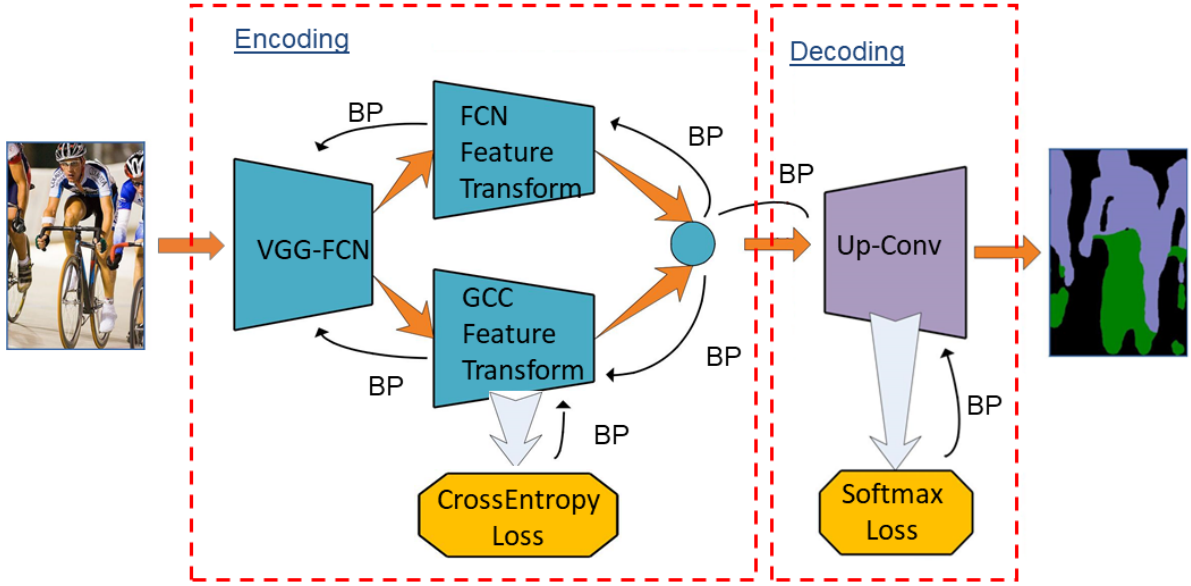 Encoding
Decoding
BP
FCN
Feature
Transform
BP
BP
VGG-FCN
Up-Conv
GCC
Feature
Transform
BP
BP
BP
BP
CrossEntropy
Loss
Softmax
Loss